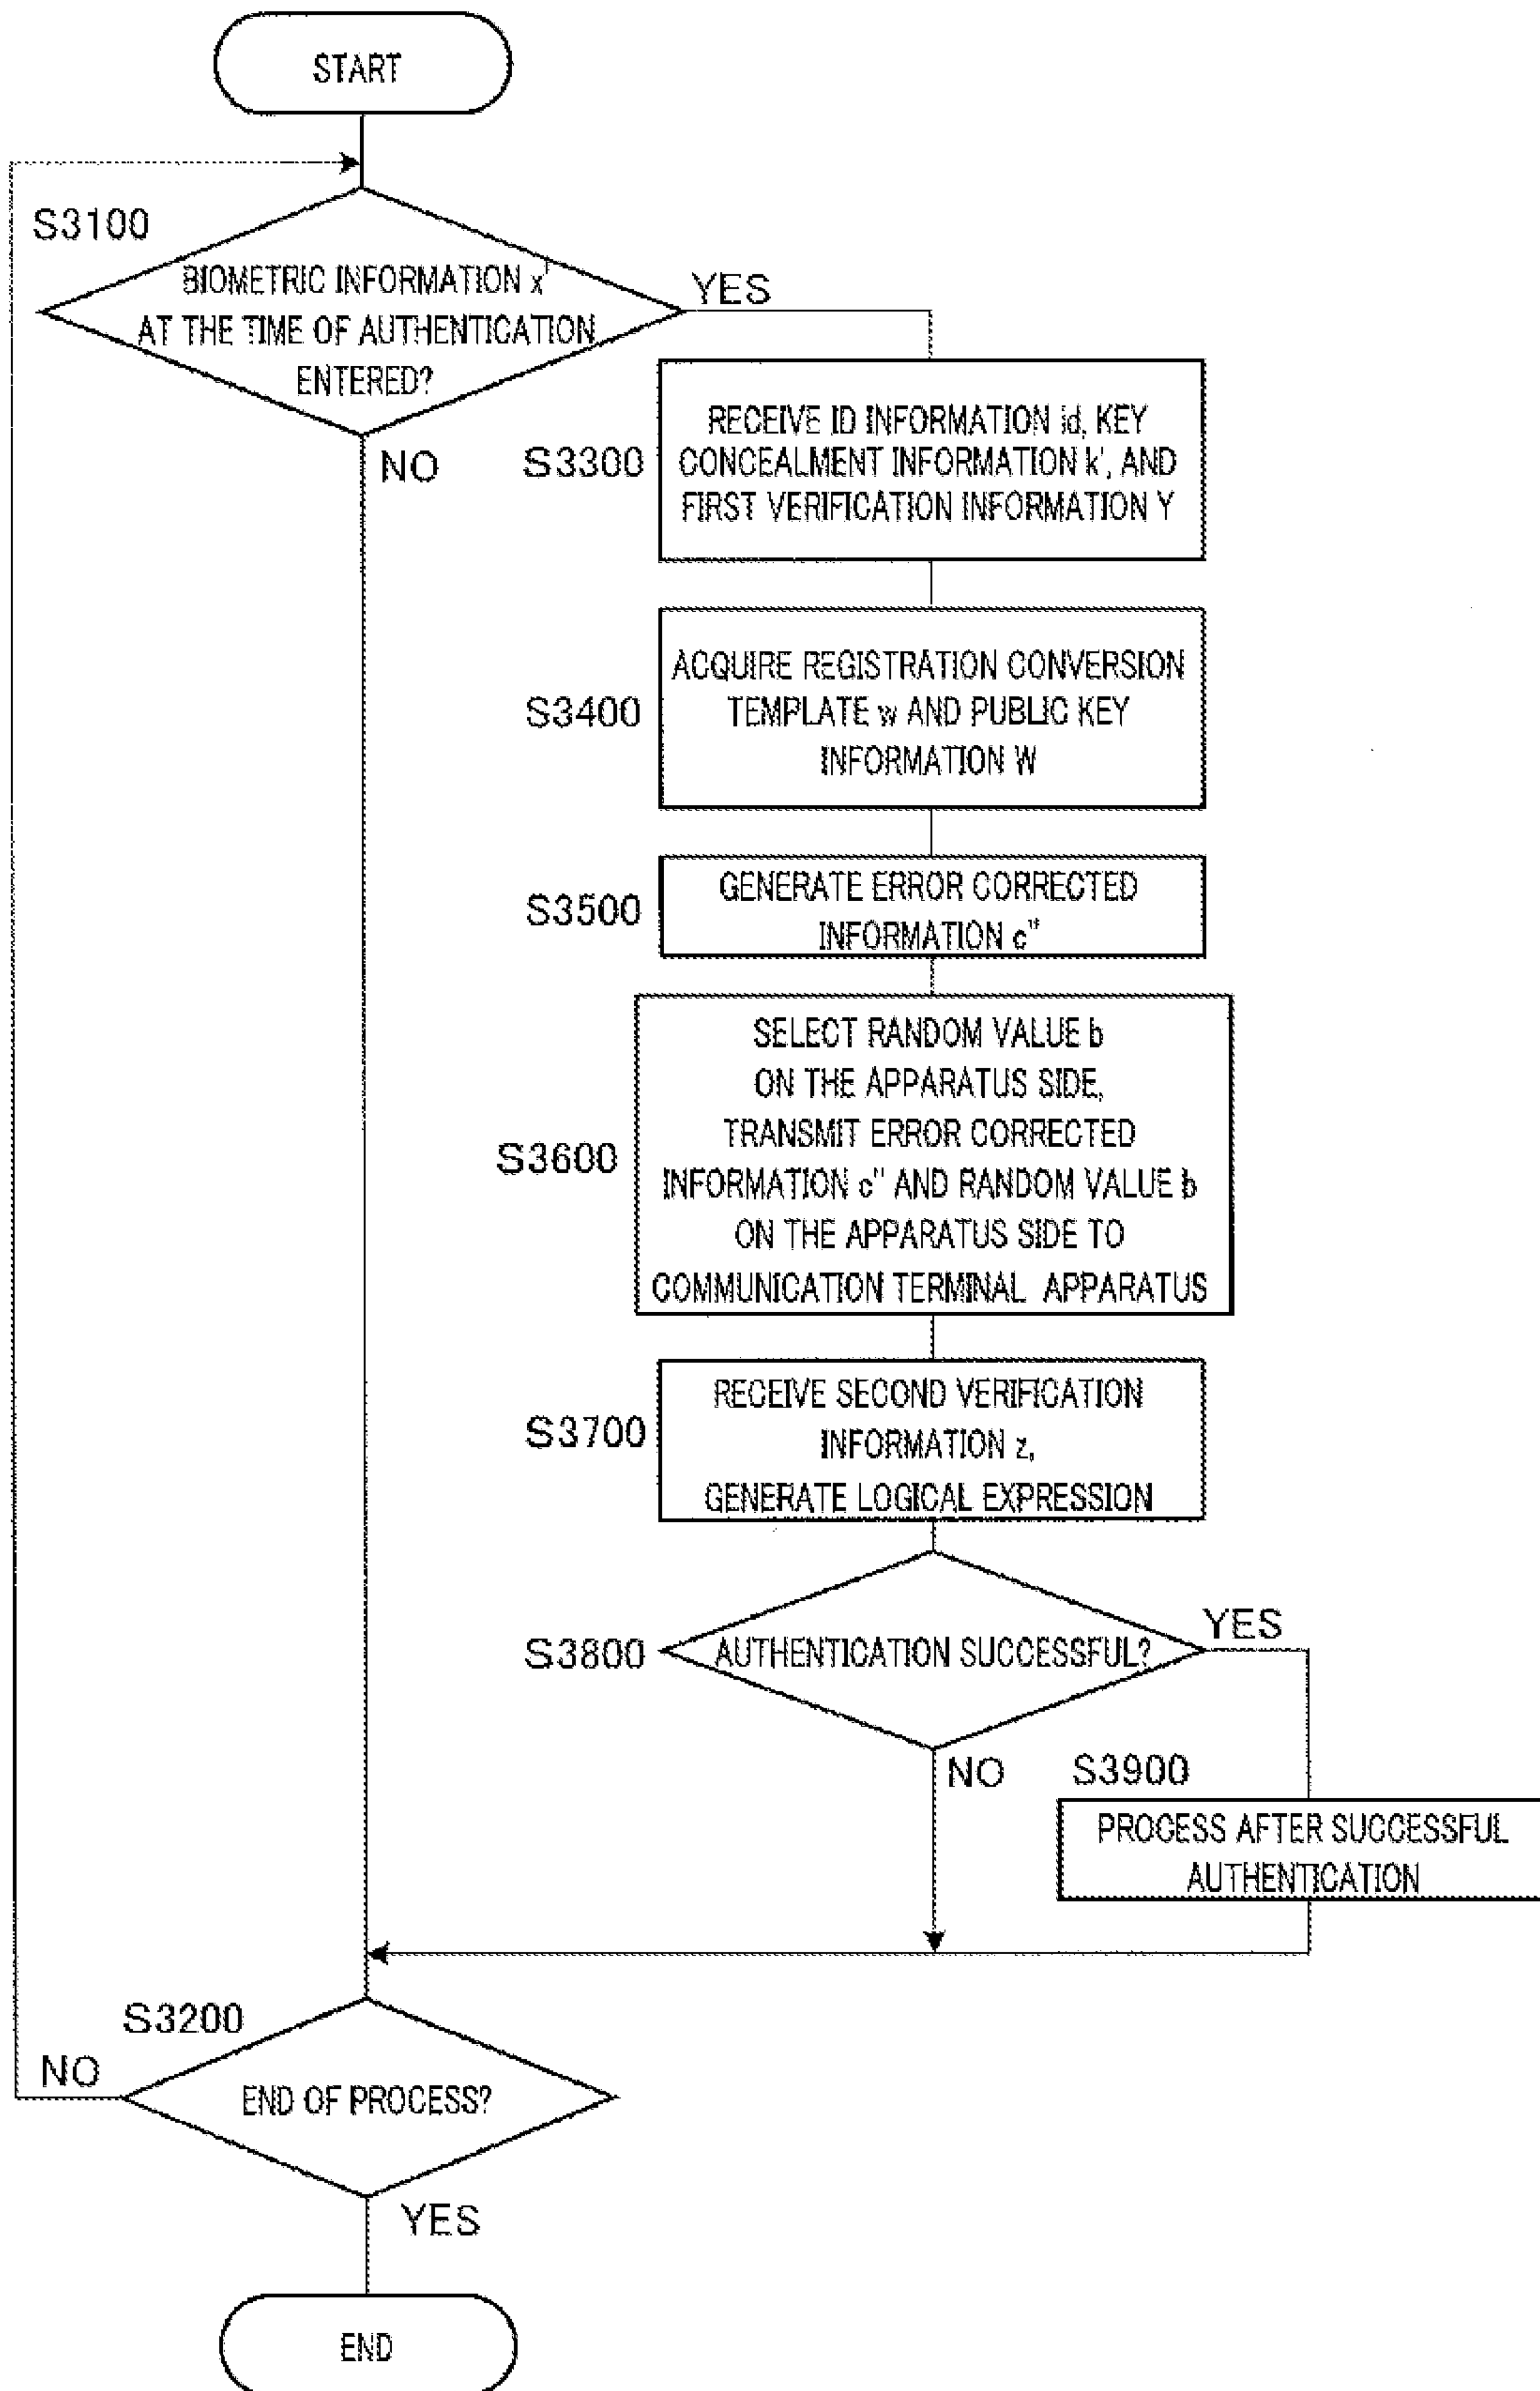 START
S3100
BIOMETRIC INFORMATION x'
AT THE TIME OF AUTHENTICATION
ENTERED?
YES
NO
S3300
RECEIVE ID INFORMATION id, KEY
CONCEALMENT INFORMATION k', AND
FIRST VERIFICATION INFORMATION Y
S3400
ACQUIRE REGISTRATION CONVERSION
TEMPLATE w AND PUBLIC KEY
INFORMATION W
S3500
GENERATE ERROR CORRECTED
INFORMATION c"
S3600
SELECT RANDOM VALUE b
ON THE APPARATUS SIDE,
TRANSMIT ERROR CORRECTED
INFORMATION c" AND RANDOM VALUE b
ON THE APPARATUS SIDE TO
COMMUNICATION TERMINAL APPARATUS
S3700
RECEIVE SECOND VERIFICATION
INFORMATION z,
GENERATE LOGICAL EXPRESSION
S3800
AUTHENTICATION SUCCESSFUL?
YES
NO
S3900
PROCESS AFTER SUCCESSFUL
AUTHENTICATION
S3200
NO
END OF PROCESS?
YES
END